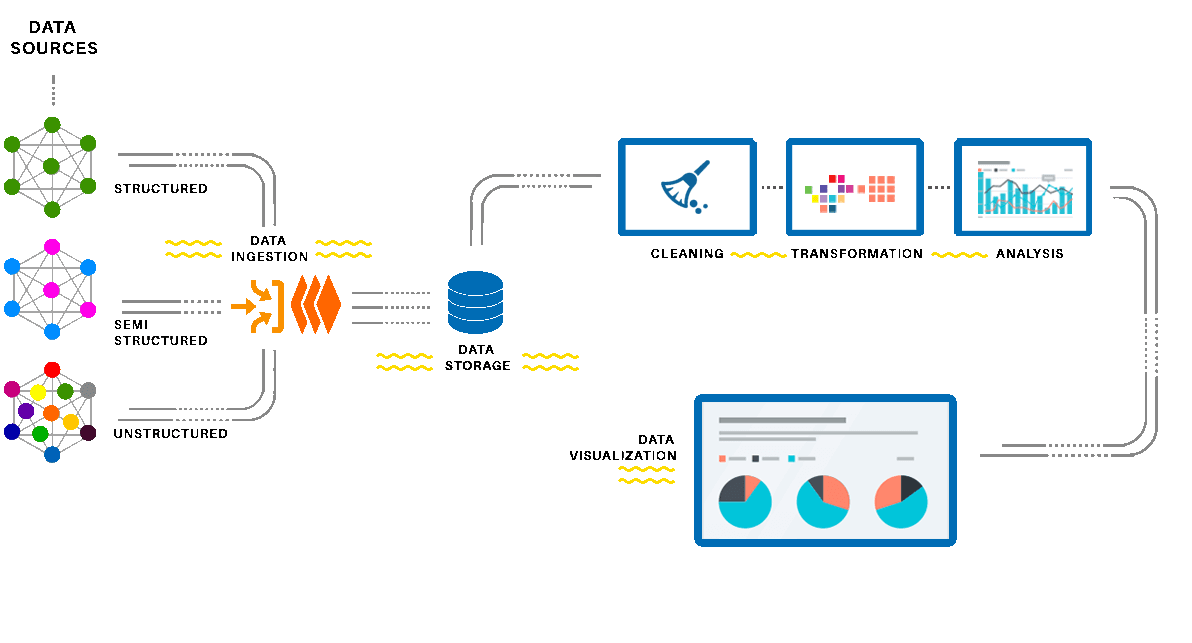 DATA
SOURCES
STRUCTURED
DATA
INGESTION
SEMI
STRUCTURED
UNSTRUCTURED
DATA
STORAGE
CLEANING
TRANSFORMATION
ANALYSIS
DATA
VISUALIZATION